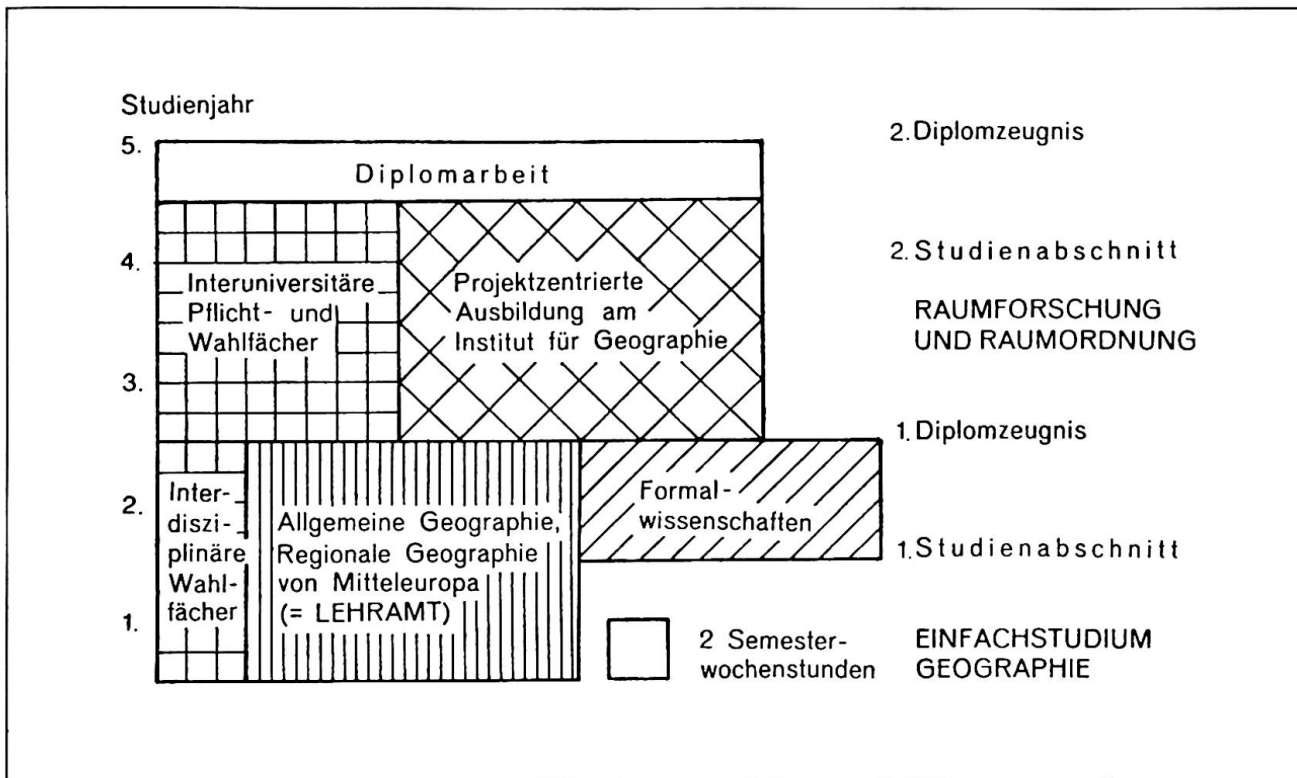 Studienjahr
5.
4.
3.
2.
1.
Diplomarbeit
Interuniversitäre
Pflicht- und
Wahlfächer
Projektzentrierte
Ausbildung am
Institut für Geographie
Inter-
diszi-
plinäre
Wahl-
fächer
Allgemeine Geographie,
Regionale Geographie
von Mitteleuropa
(= LEHRAMT)
Formal-
wissenschaften
2 Semester-
wochenstunden
2. Diplomzeugnis
2. Studienabschnitt
RAUMFORSCHUNG
UND RAUMORDNUNG
1. Diplomzeugnis
1. Studienabschnitt
EINFACHSTUDIUM
GEOGRAPHIE